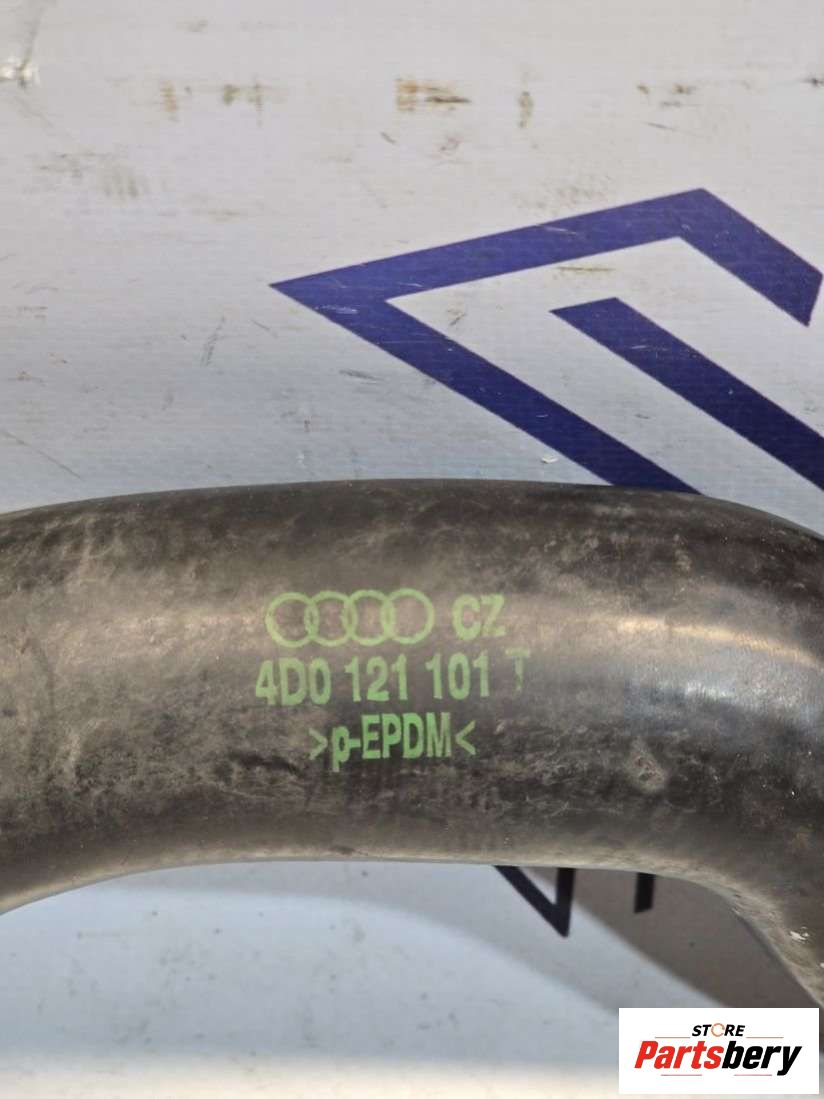 CZ
4D0 121 101 T
>p-EPDM<
STORE
Partsbery